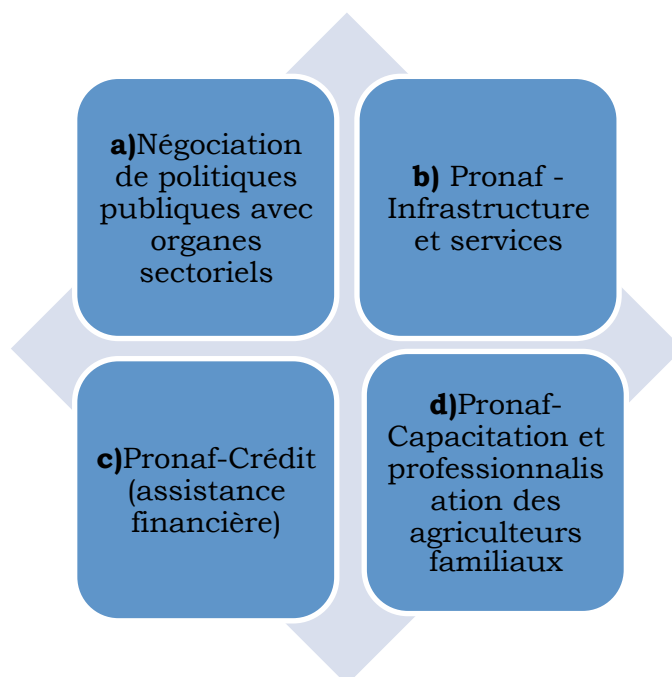 a)Négociation
de politiques
publiques avec
organes
sectoriels
b) Pronaf -
Infrastructure
et services
c)Pronaf-Crédit
(assistance
financière)
d)Pronaf-
Capacitation et
professionnalis
ation des
agriculteurs
familiaux